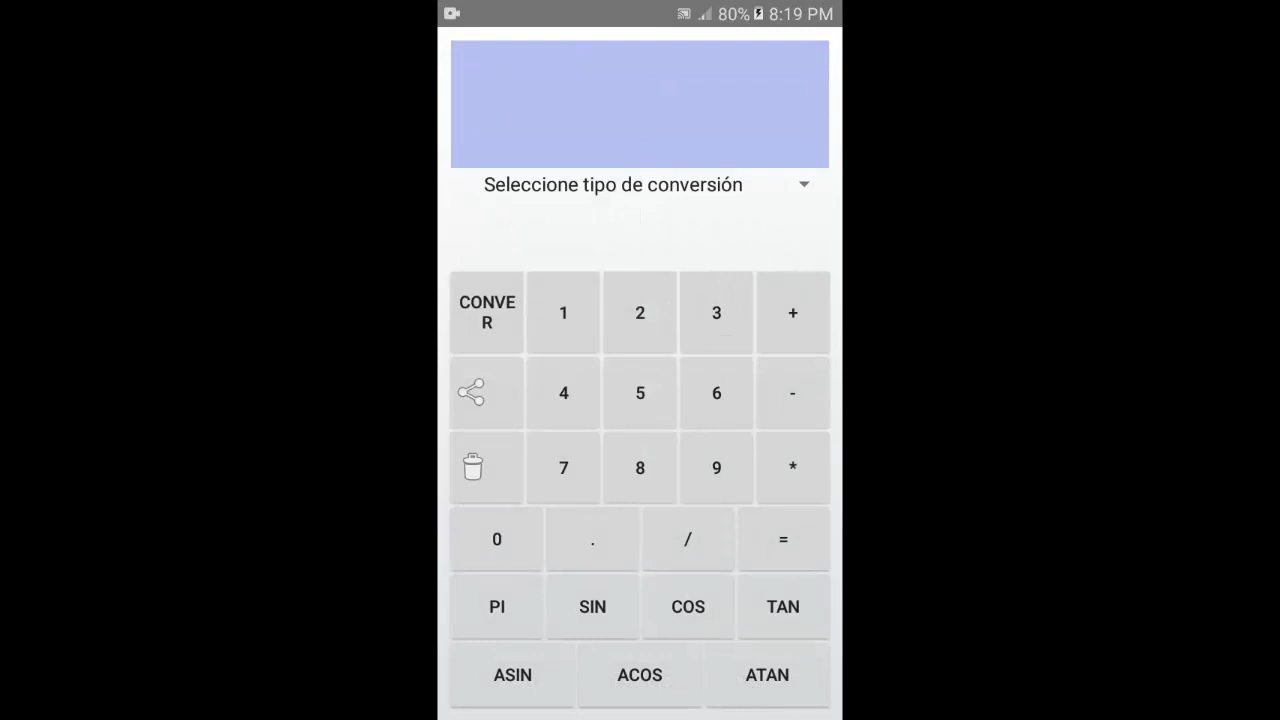 80% 8:19 PM
Seleccione tipo de conversión
CONVE
R
1 2 3 +
4 5 6 -
7 8 9 *
0 . / =
PI SIN COS TAN
ASIN ACOS ATAN